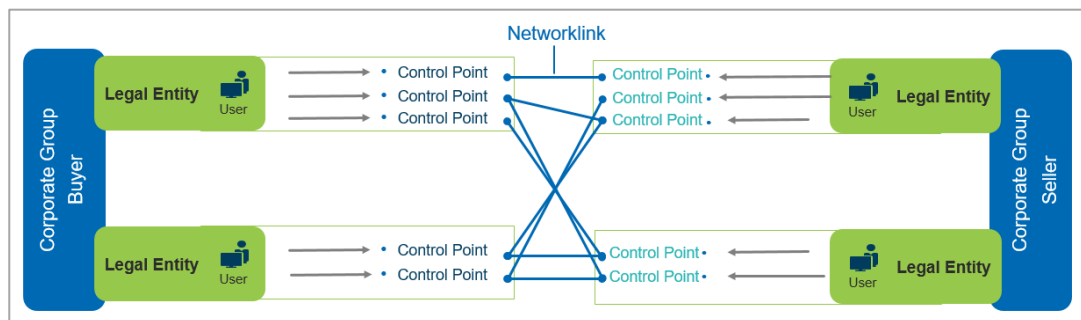 Networklink
Corporate Group
Buyer
Legal Entity
User
• Control Point
• Control Point
• Control Point
Control Point •
Control Point •
Control Point •
User
Legal Entity
Corporate Group
Seller
Legal Entity
User
• Control Point
• Control Point
Control Point •
Control Point •
User
Legal Entity